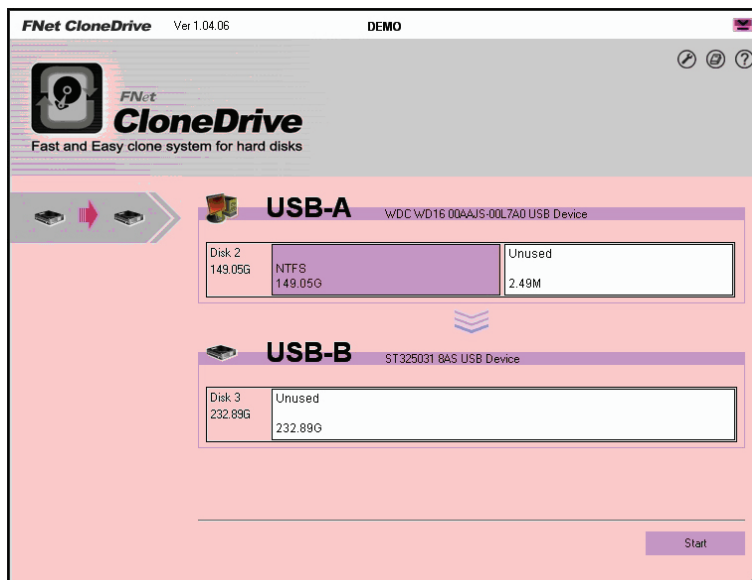 FNet CloneDrive Ver 1.04.06 DEMO
FNet
CloneDrive
Fast and Easy clone system for hard disks
USB-A WDC WD16 00AAJS-00L7A0 USB Device
Disk 2
149.05G
NTFS
149.05G
Unused
2.49M
USB-B ST325031 8AS USB Device
Disk 3
232.89G
Unused
232.89G
Start